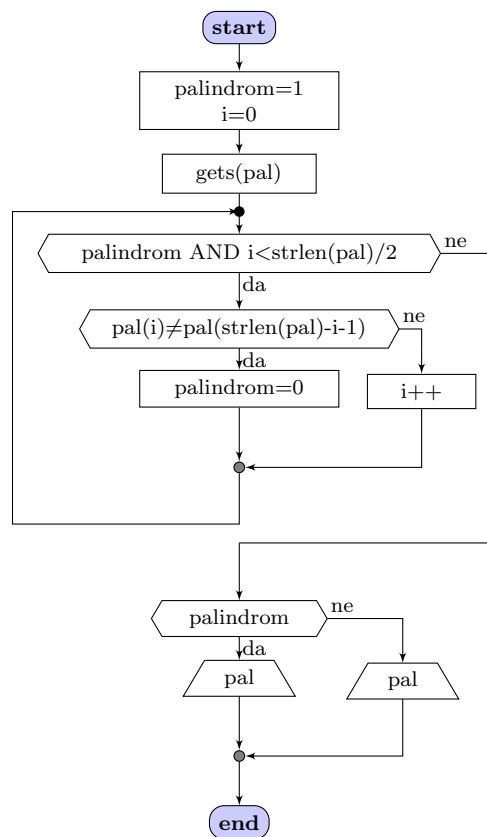 start
palindrom=1
i=0
gets(pal)
palindrom AND i<strlen(pal)/2
ne
da
pal(i)≠pal(strlen(pal)-i-1)
ne
da
palindrom=0
i++
palindrom
ne
da
pal
pal
end